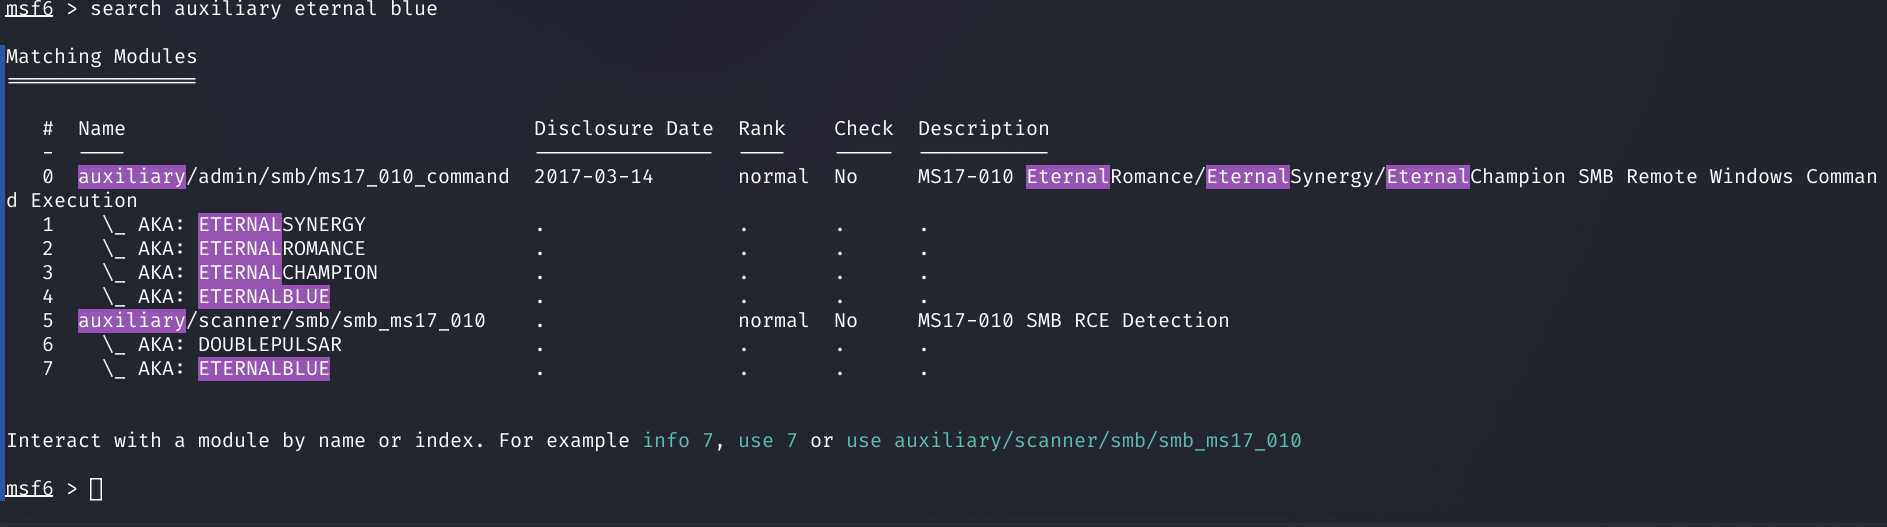 msf6 > search auxiliary eternal blue
Matching Modules
================
#  Name                                  Disclosure Date  Rank    Check  Description
-  ----                                  ---------------  ----    -----  -----------
0  auxiliary/admin/smb/ms17_010_command  2017-03-14       normal  No     MS17-010 EternalRomance/EternalSynergy/EternalChampion SMB Remote Windows Comman
d Execution
1    \_ AKA: ETERNALSYNERGY              .                .       .      .
2    \_ AKA: ETERNALROMANCE              .                .       .      .
3    \_ AKA: ETERNALCHAMPION             .                .       .      .
4    \_ AKA: ETERNALBLUE                 .                .       .      .
5  auxiliary/scanner/smb/smb_ms17_010    .                normal  No     MS17-010 SMB RCE Detection
6    \_ AKA: DOUBLEPULSAR                .                .       .      .
7    \_ AKA: ETERNALBLUE                 .                .       .      .
Interact with a module by name or index. For example info 7, use 7 or use auxiliary/scanner/smb/smb_ms17_010
msf6 >